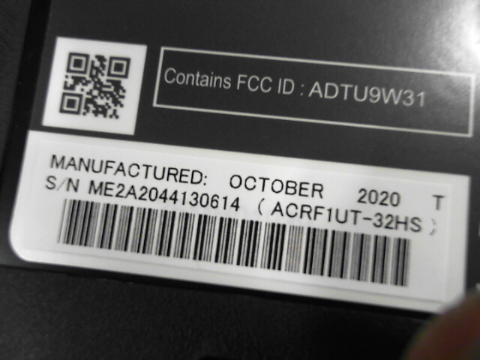 Contains FCC ID : ADTU9W31
MANUFACTURED: OCTOBER 2020 T
S/N ME2A2044130614 ( ACRF1UT-32HS )